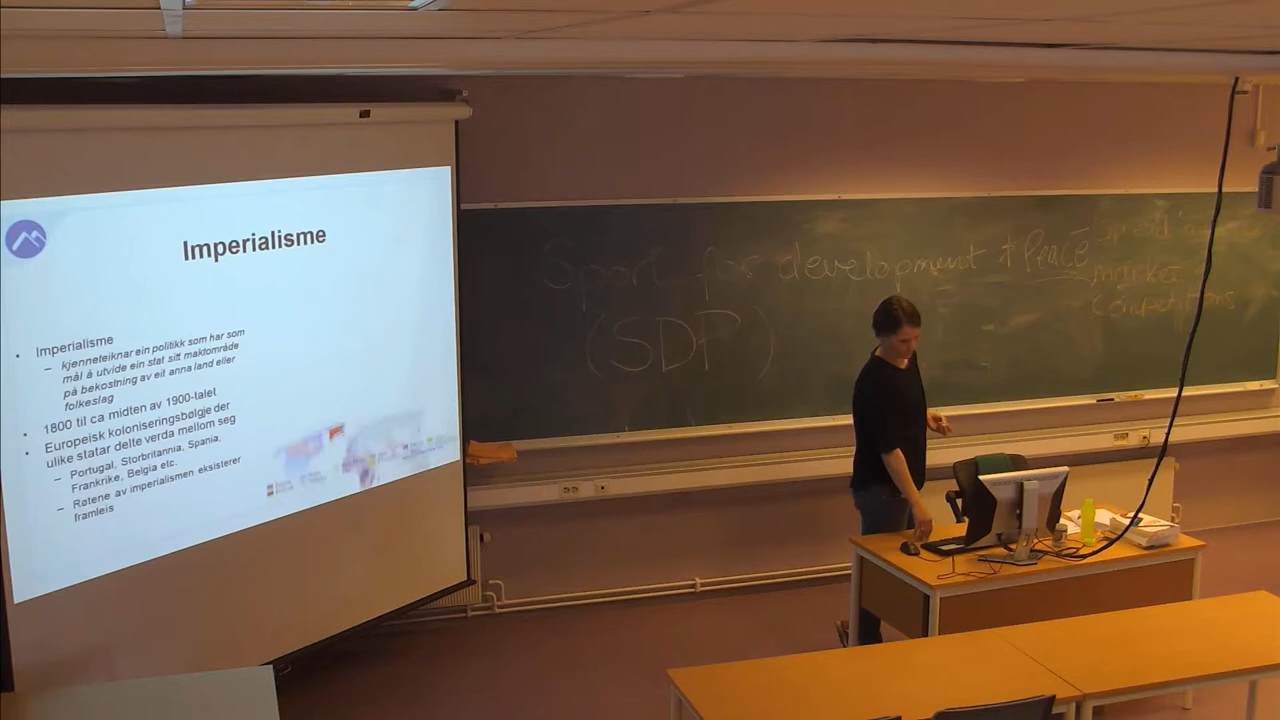 Imperialisme
Imperialisme
– kjenneteiknar ein politikk som har som
mål å utvide ein stat sitt maktområde
på bekostning av eit anna land eller
folkeslag
1800 til ca midten av 1900-talet
Europeisk koloniseringsbølgje der
ulike statar delte verda mellom seg
– Portugal, Storbritannia, Spania,
Frankrike, Belgia etc.
– Røtene av imperialismen eksisterer
framleis
Sport for development + Peace
(SDP)
market
competitions